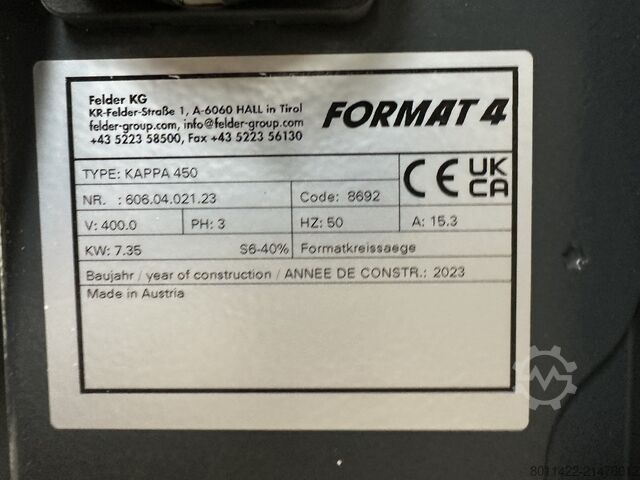 Felder KG
KR-Felder-Straße 1, A-6060 HALL in Tirol
felder-group.com, info@felder-group.com
+43 5223 58500, Fax +43 5223 56130
FORMAT 4
TYPE: KAPPA 450
NR. : 606.04.021.23 Code: 8692
CE UK CA
V: 400.0 PH: 3 HZ: 50 A: 15.3
KW: 7.35 S6-40% Formatkreissaege
Baujahr / year of construction / ANNEE DE CONSTR.: 2023
Made in Austria